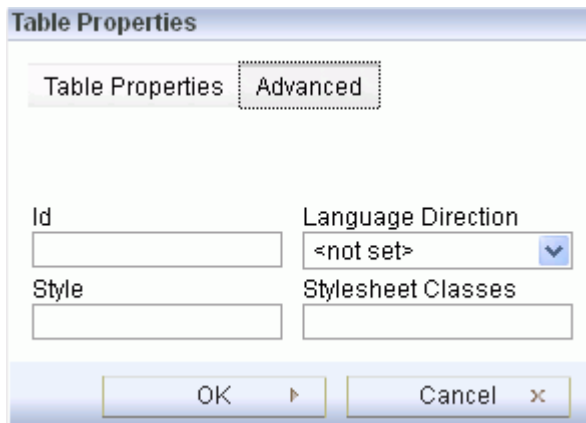 Table Properties
Table Properties Advanced
Id Language Direction
<not set>
Style Stylesheet Classes
OK Cancel